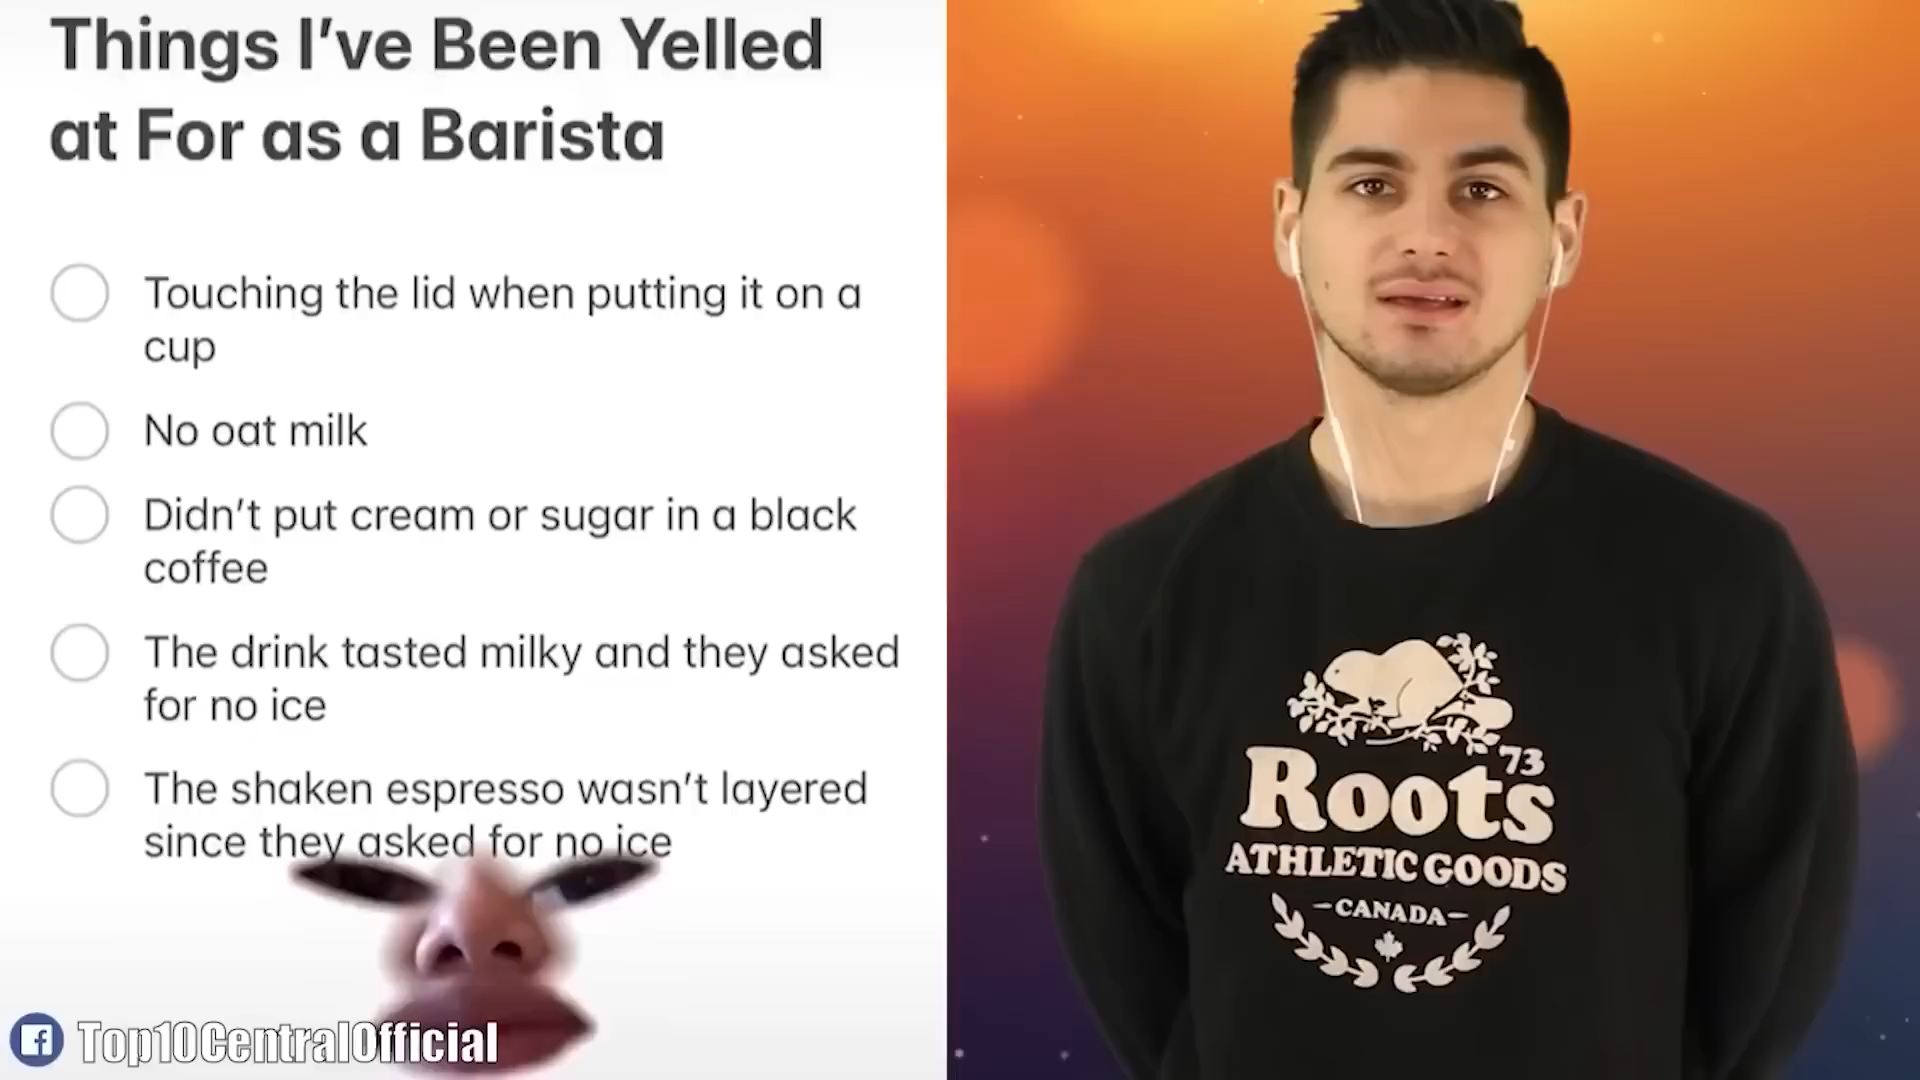 Things I’ve Been Yelled
at For as a Barista
Touching the lid when putting it on a
cup
No oat milk
Didn’t put cream or sugar in a black
coffee
The drink tasted milky and they asked
for no ice
The shaken espresso wasn’t layered
since they asked for no ice
Top10CentralOfficial
73
Roots
ATHLETIC GOODS
-CANADA-